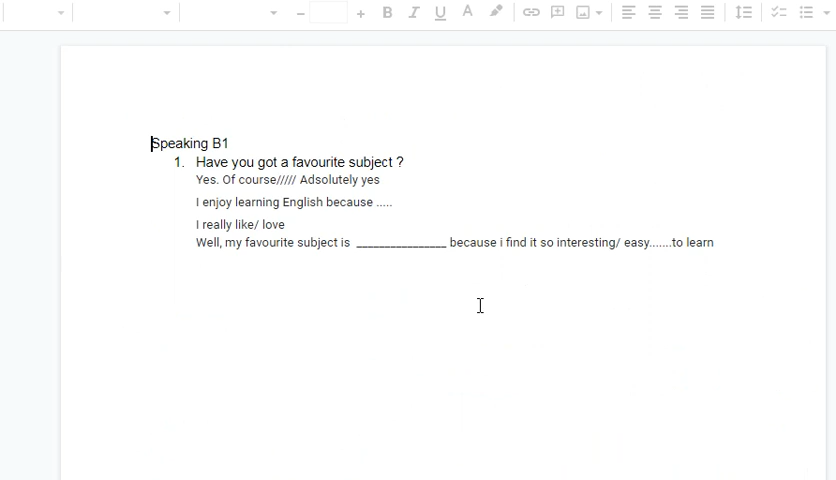 Speaking B1
1. Have you got a favourite subject ?
Yes. Of course///// Adsolutely yes
I enjoy learning English because .....
I really like/ love
Well, my favourite subject is ________________ because i find it so interesting/ easy.......to learn